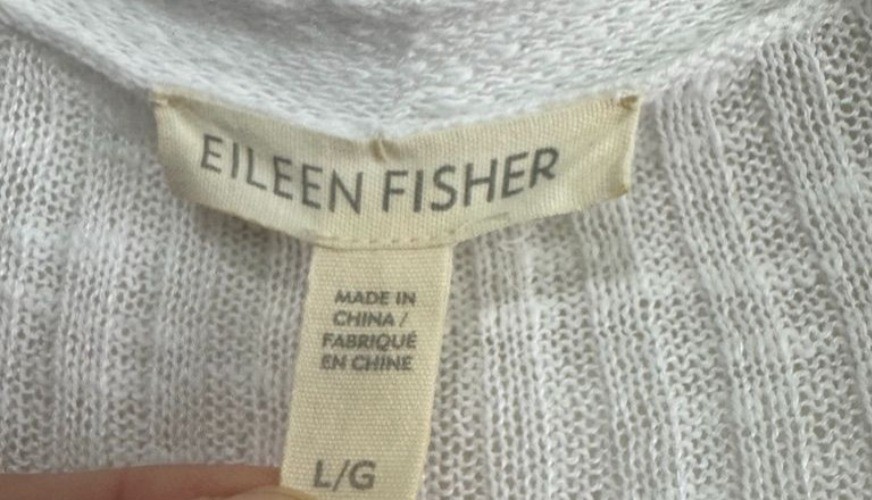 EILEEN FISHER
MADE IN
CHINA /
FABRIQUÉ
EN CHINE
L/G